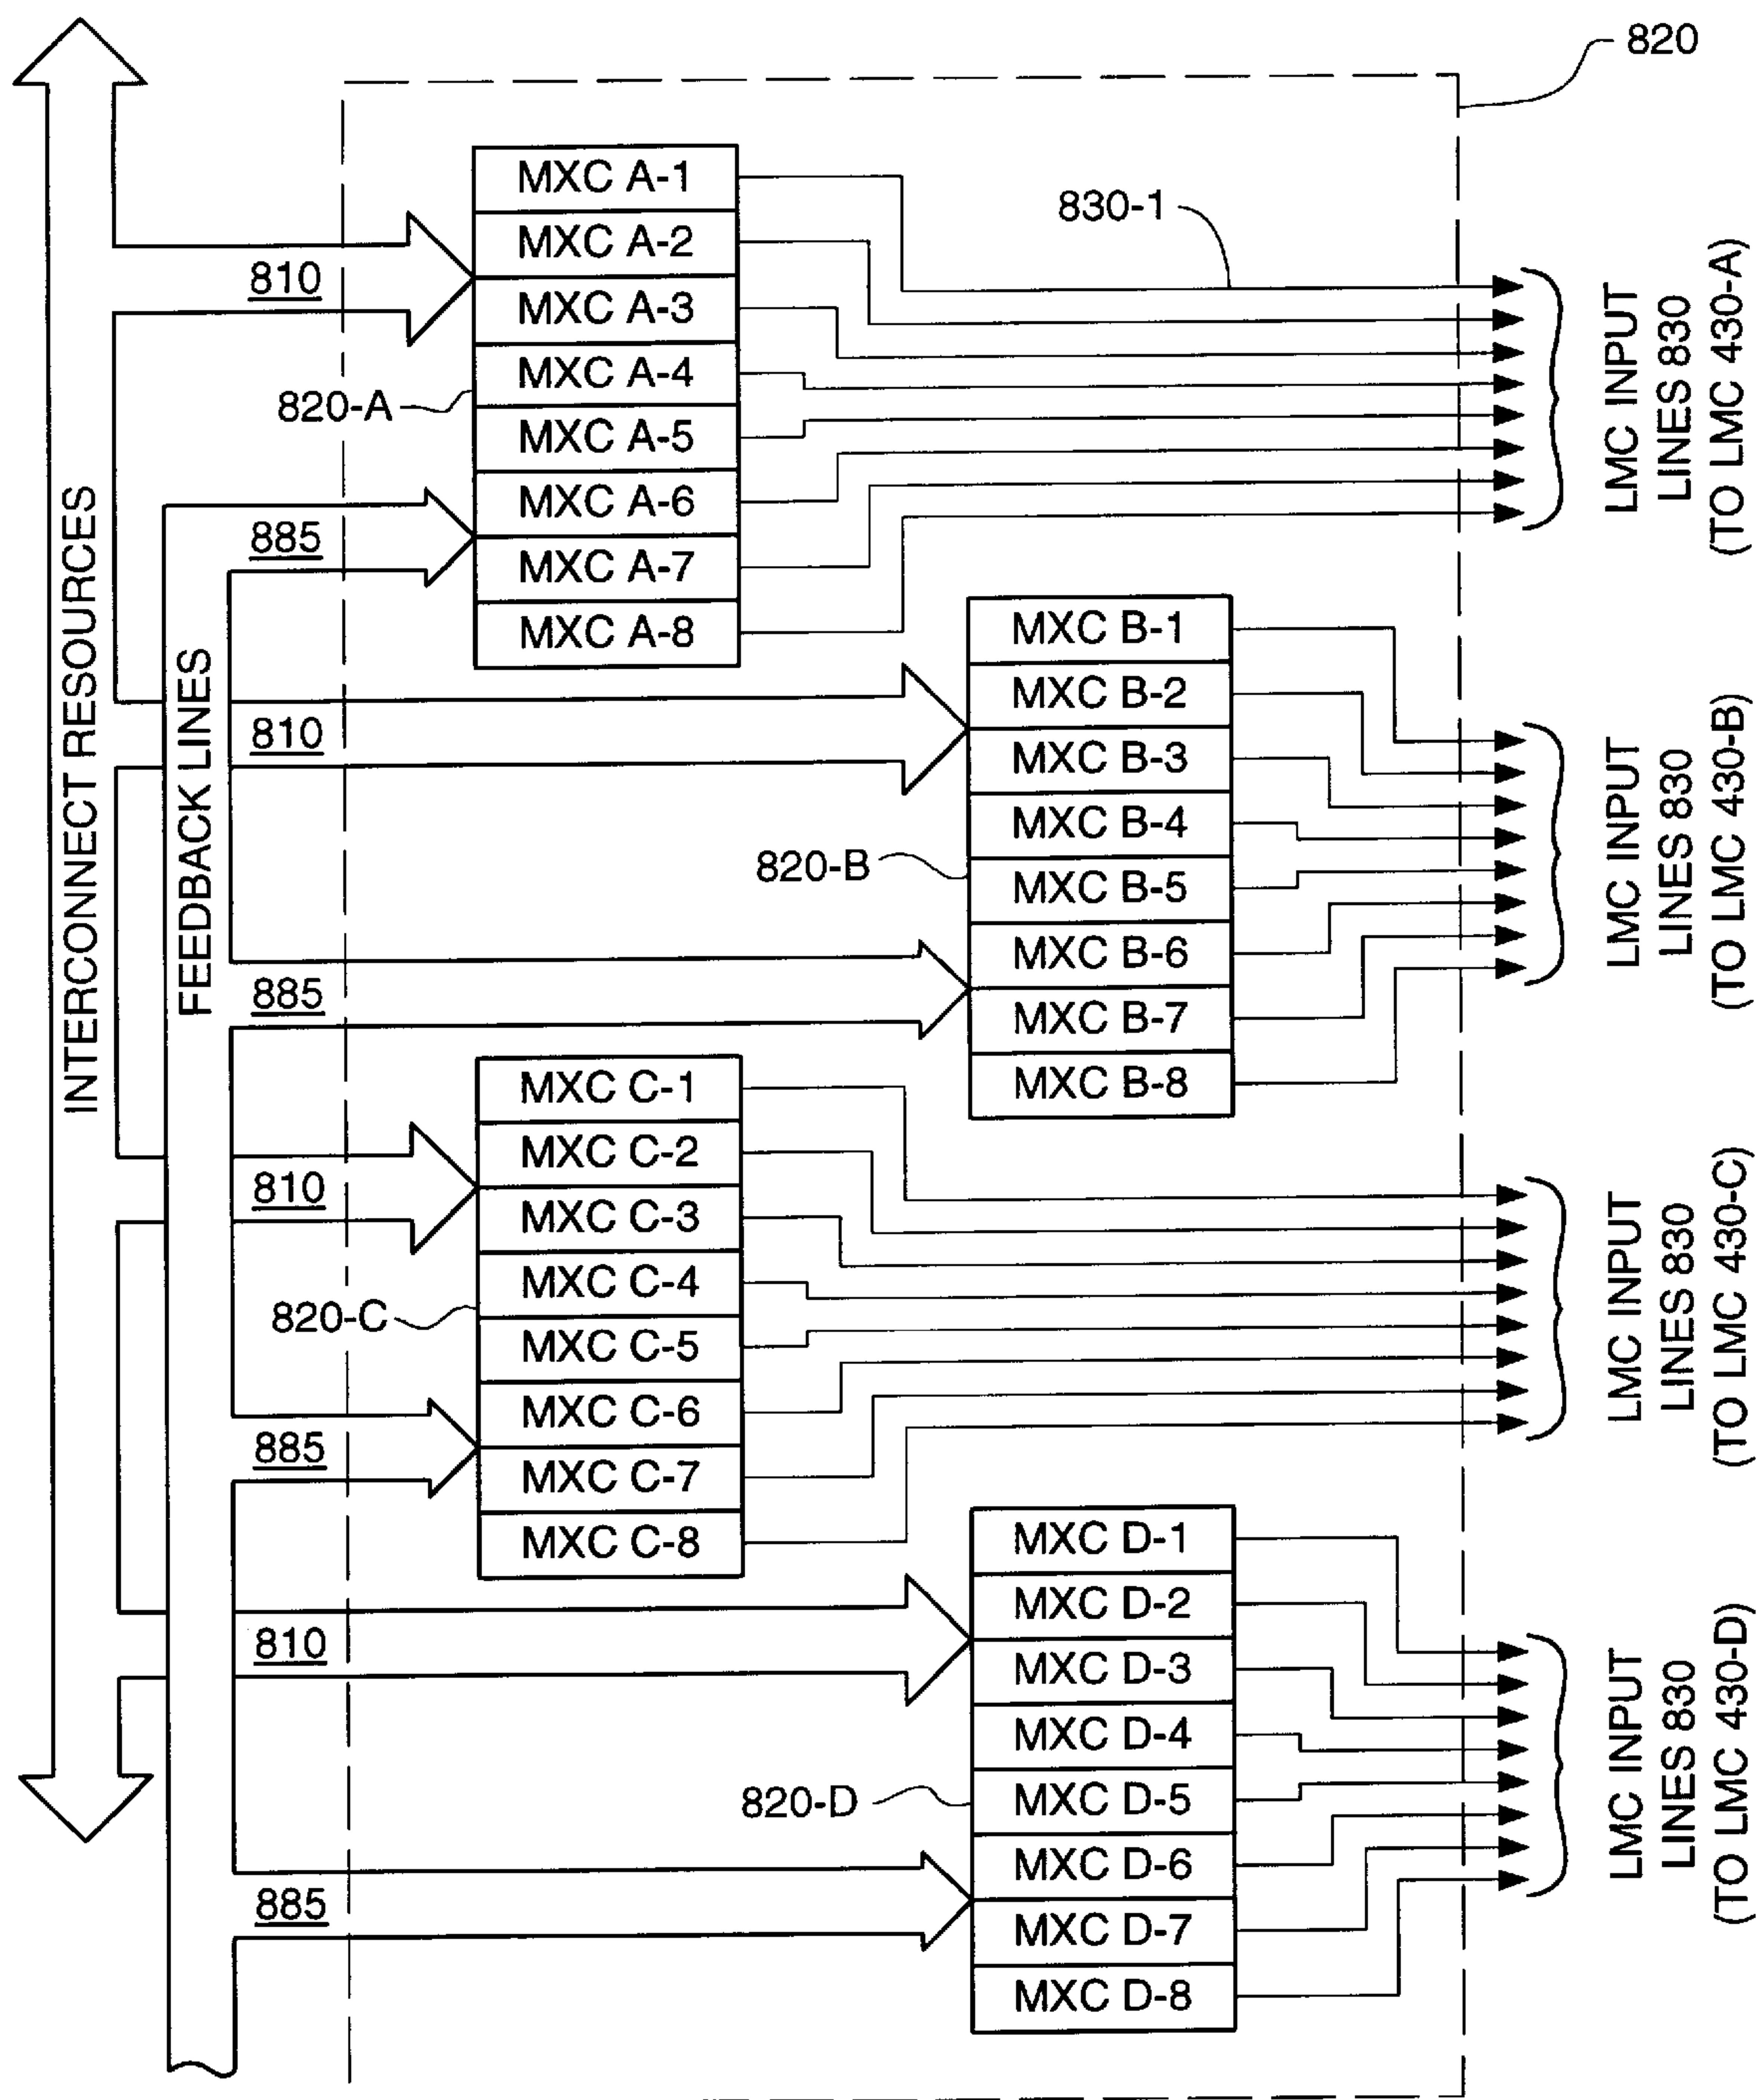 820
MXC A-1
MXC A-2
MXC A-3
MXC A-4
MXC A-5
MXC A-6
MXC A-7
MXC A-8
830-1
810
820-A
885
LMC INPUT
LINES 830
(TO LMC 430-A)
INTERCONNECT RESOURCES
FEEDBACK LINES
MXC B-1
MXC B-2
MXC B-3
MXC B-4
MXC B-5
MXC B-6
MXC B-7
MXC B-8
810
820-B
885
LMC INPUT
LINES 830
(TO LMC 430-B)
MXC C-1
MXC C-2
MXC C-3
MXC C-4
MXC C-5
MXC C-6
MXC C-7
MXC C-8
810
820-C
885
LMC INPUT
LINES 830
(TO LMC 430-C)
MXC D-1
MXC D-2
MXC D-3
MXC D-4
MXC D-5
MXC D-6
MXC D-7
MXC D-8
810
820-D
885
LMC INPUT
LINES 830
(TO LMC 430-D)